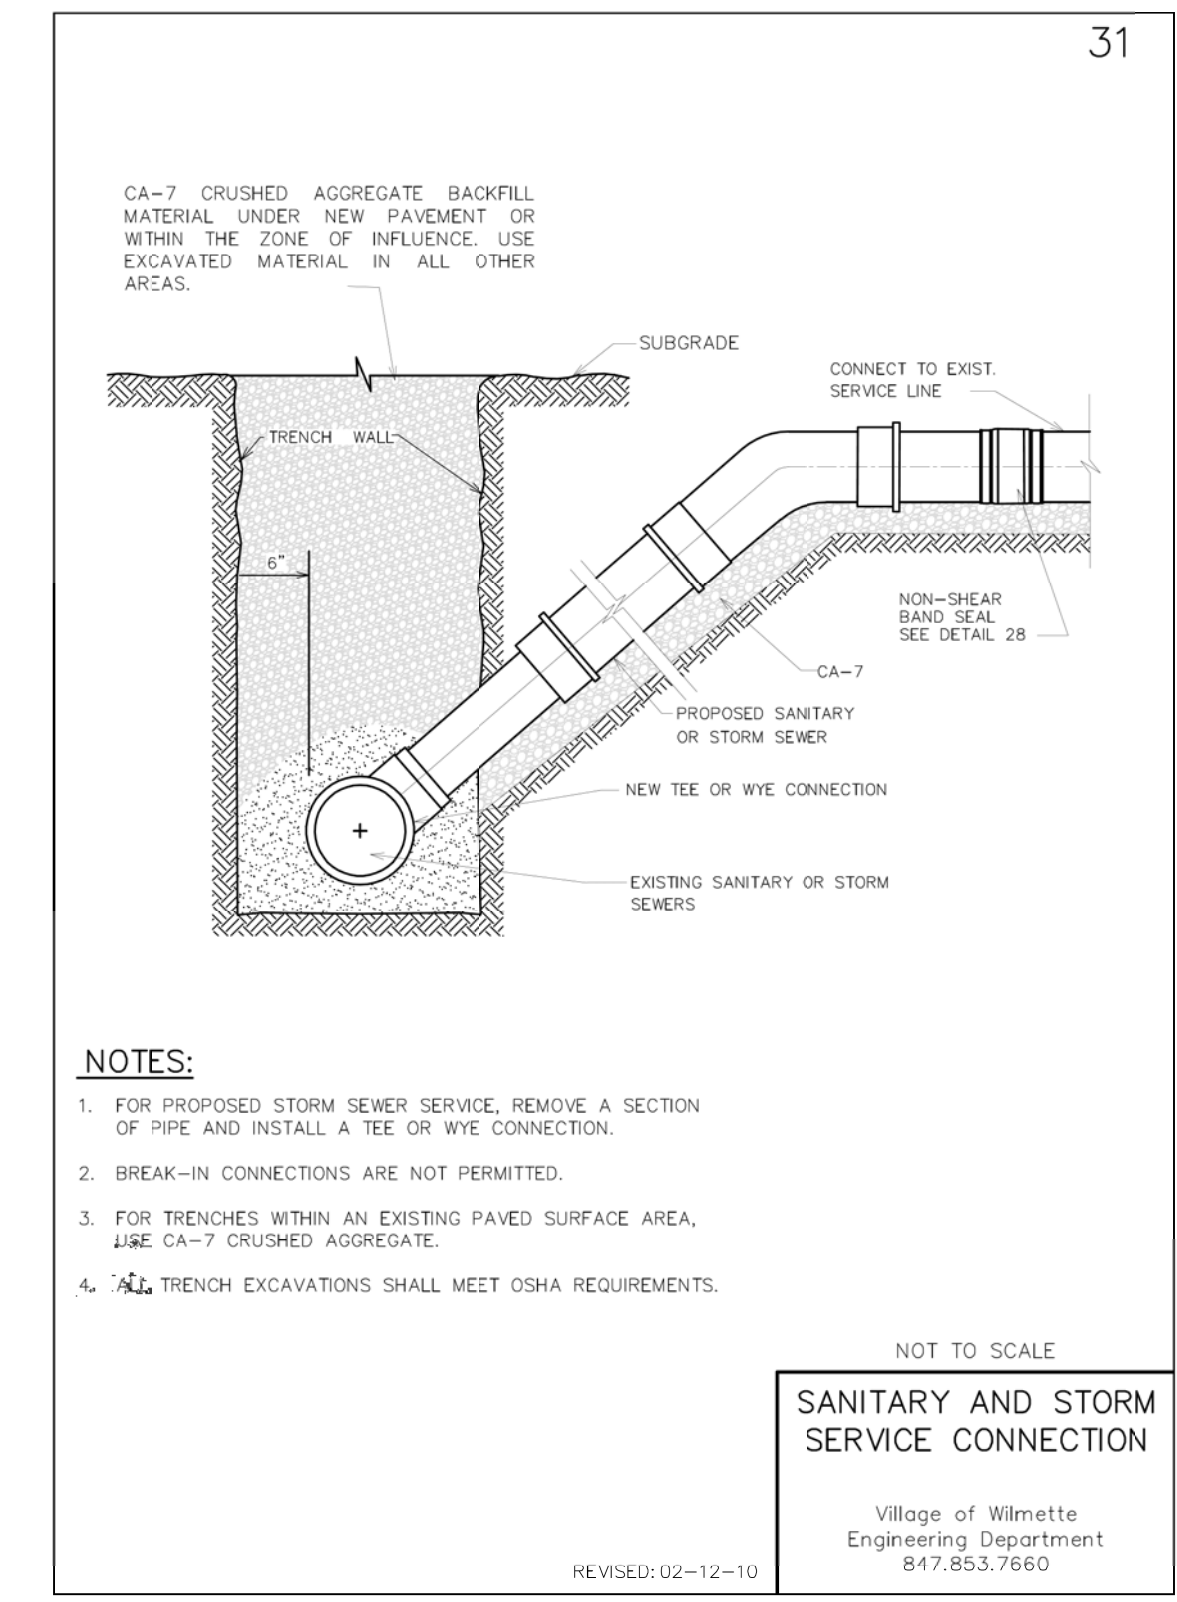 31
CA-7 CRUSHED AGGREGATE BACKFILL
MATERIAL UNDER NEW PAVEMENT OR
WITHIN THE ZONE OF INFLUENCE. USE
EXCAVATED MATERIAL IN ALL OTHER
AREAS.
SUBGRADE
CONNECT TO EXIST.
SERVICE LINE
TRENCH WALL
6"
NON-SHEAR
BAND SEAL
SEE DETAIL 28
CA-7
PROPOSED SANITARY
OR STORM SEWER
NEW TEE OR WYE CONNECTION
EXISTING SANITARY OR STORM
SEWERS
NOTES:
1. FOR PROPOSED STORM SEWER SERVICE, REMOVE A SECTION
OF PIPE AND INSTALL A TEE OR WYE CONNECTION.
2. BREAK-IN CONNECTIONS ARE NOT PERMITTED.
3. FOR TRENCHES WITHIN AN EXISTING PAVED SURFACE AREA,
USE CA-7 CRUSHED AGGREGATE.
4. ALL TRENCH EXCAVATIONS SHALL MEET OSHA REQUIREMENTS.
NOT TO SCALE
SANITARY AND STORM
SERVICE CONNECTION
Village of Wilmette
Engineering Department
847.853.7660
REVISED: 02-12-10